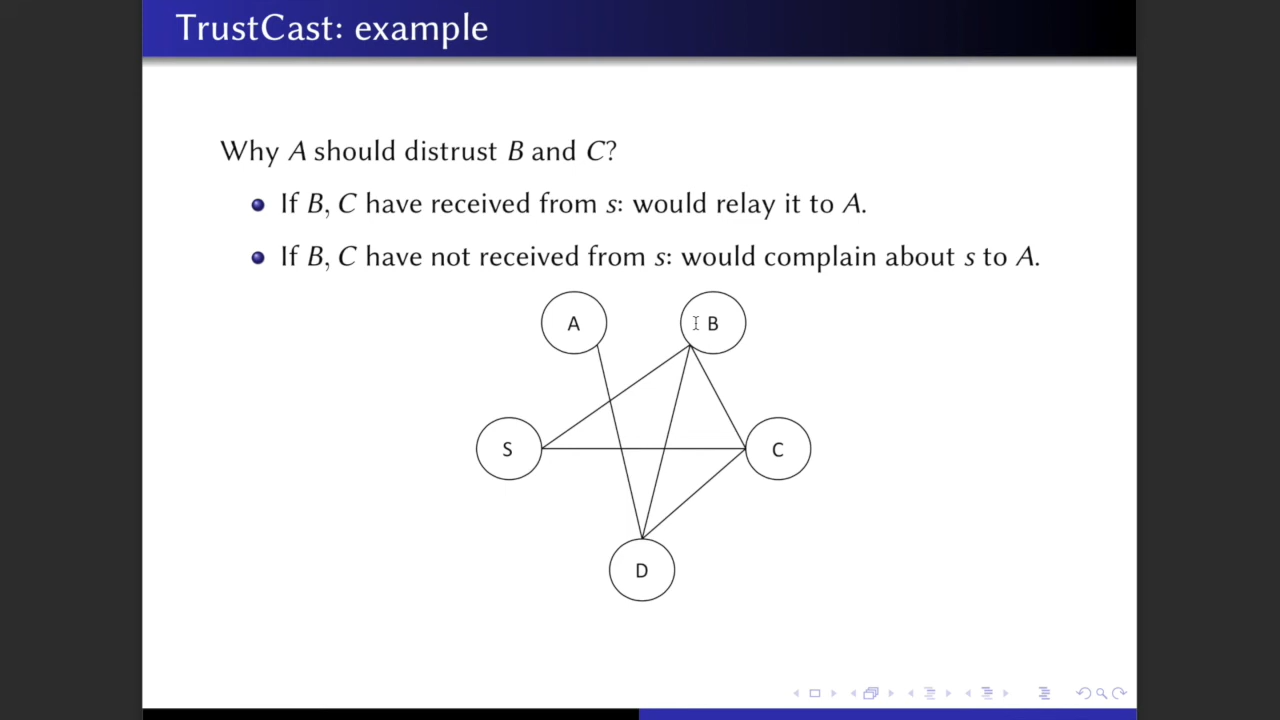 TrustCast: example
Why A should distrust B and C?
If B, C have received from s: would relay it to A.
If B, C have not received from s: would complain about s to A.
A
B
S
C
D